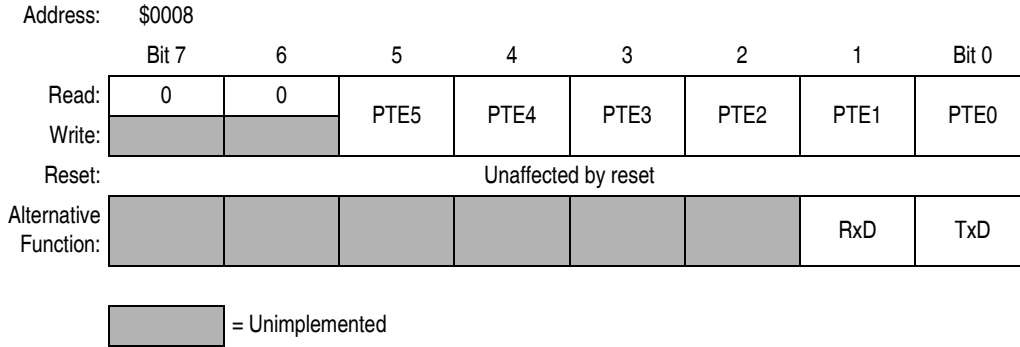 Address: $0008
Bit 7 6 5 4 3 2 1 Bit 0
Read: 0 0 PTE5 PTE4 PTE3 PTE2 PTE1 PTE0
Write:
Reset: Unaffected by reset
Alternative
Function: RxD TxD
= Unimplemented